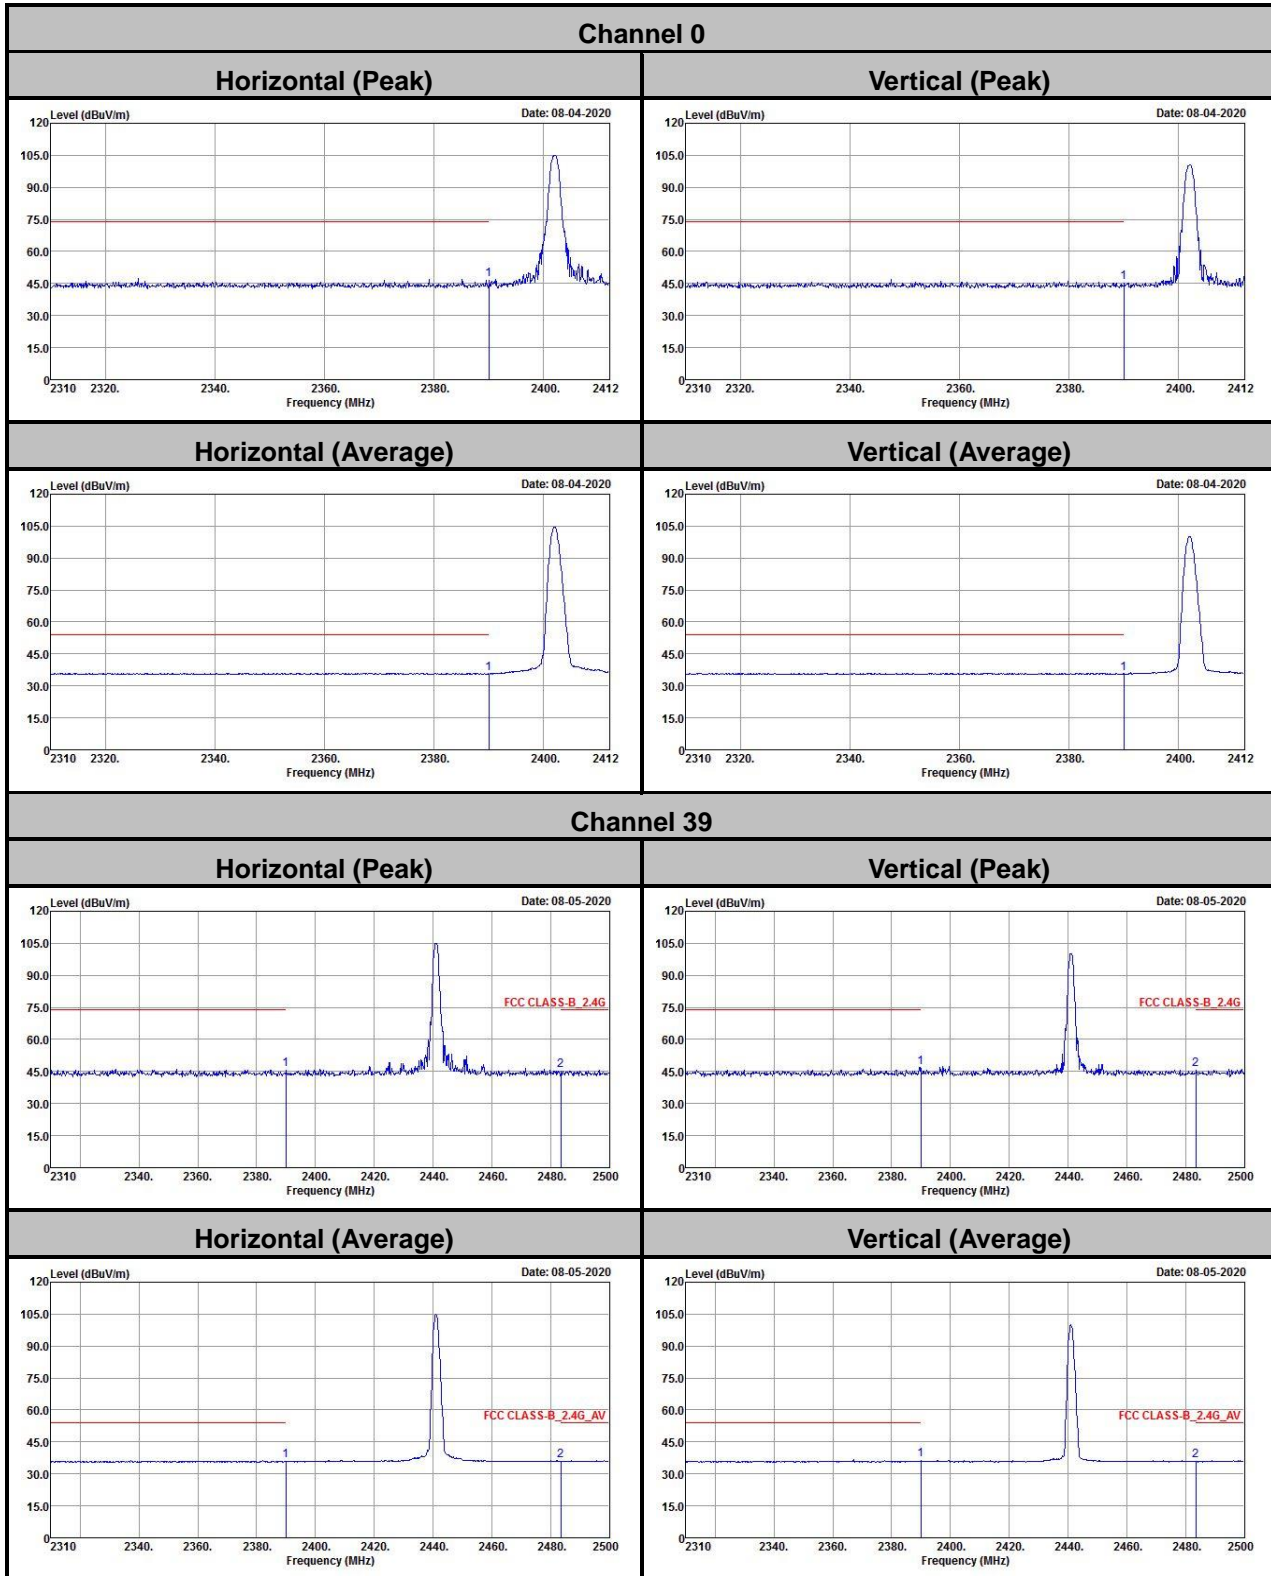 Channel 0
Horizontal (Peak) Vertical (Peak)
Level (dBuV/m) Date: 08-04-2020 Level (dBuV/m) Date: 08-04-2020
120 120
105.0 105.0
90.0 90.0
75.0 75.0
60.0 60.0
1 1
45.0 45.0
30.0 30.0
15.0 15.0
0 0
2310 2320. 2340. 2360. 2380. 2400. 2412 2310 2320. 2340. 2360. 2380. 2400. 2412
Frequency (MHz) Frequency (MHz)
Horizontal (Average) Vertical (Average)
Level (dBuV/m) Date: 08-04-2020 Level (dBuV/m) Date: 08-04-2020
120 120
105.0 105.0
90.0 90.0
75.0 75.0
60.0 60.0
45.0 45.0
1 1
30.0 30.0
15.0 15.0
0 0
2310 2320. 2340. 2360. 2380. 2400. 2412 2310 2320. 2340. 2360. 2380. 2400. 2412
Frequency (MHz) Frequency (MHz)
Channel 39
Horizontal (Peak) Vertical (Peak)
Level (dBuV/m) Date: 08-05-2020 Level (dBuV/m) Date: 08-05-2020
120 120
105.0 105.0
90.0 90.0
FCC CLASS-B_2.4G FCC CLASS-B_2.4G
75.0 75.0
60.0 60.0
1 2 1 2
45.0 45.0
30.0 30.0
15.0 15.0
0 0
2310 2340. 2360. 2380. 2400. 2420. 2440. 2460. 2480. 2500 2310 2340. 2360. 2380. 2400. 2420. 2440. 2460. 2480. 2500
Frequency (MHz) Frequency (MHz)
Horizontal (Average) Vertical (Average)
Level (dBuV/m) Date: 08-05-2020 Level (dBuV/m) Date: 08-05-2020
120 120
105.0 105.0
90.0 90.0
75.0 75.0
60.0 60.0
FCC CLASS-B_2.4G_AV FCC CLASS-B_2.4G_AV
45.0 45.0
1 2 1 2
30.0 30.0
15.0 15.0
0 0
2310 2340. 2360. 2380. 2400. 2420. 2440. 2460. 2480. 2500 2310 2340. 2360. 2380. 2400. 2420. 2440. 2460. 2480. 2500
Frequency (MHz) Frequency (MHz)